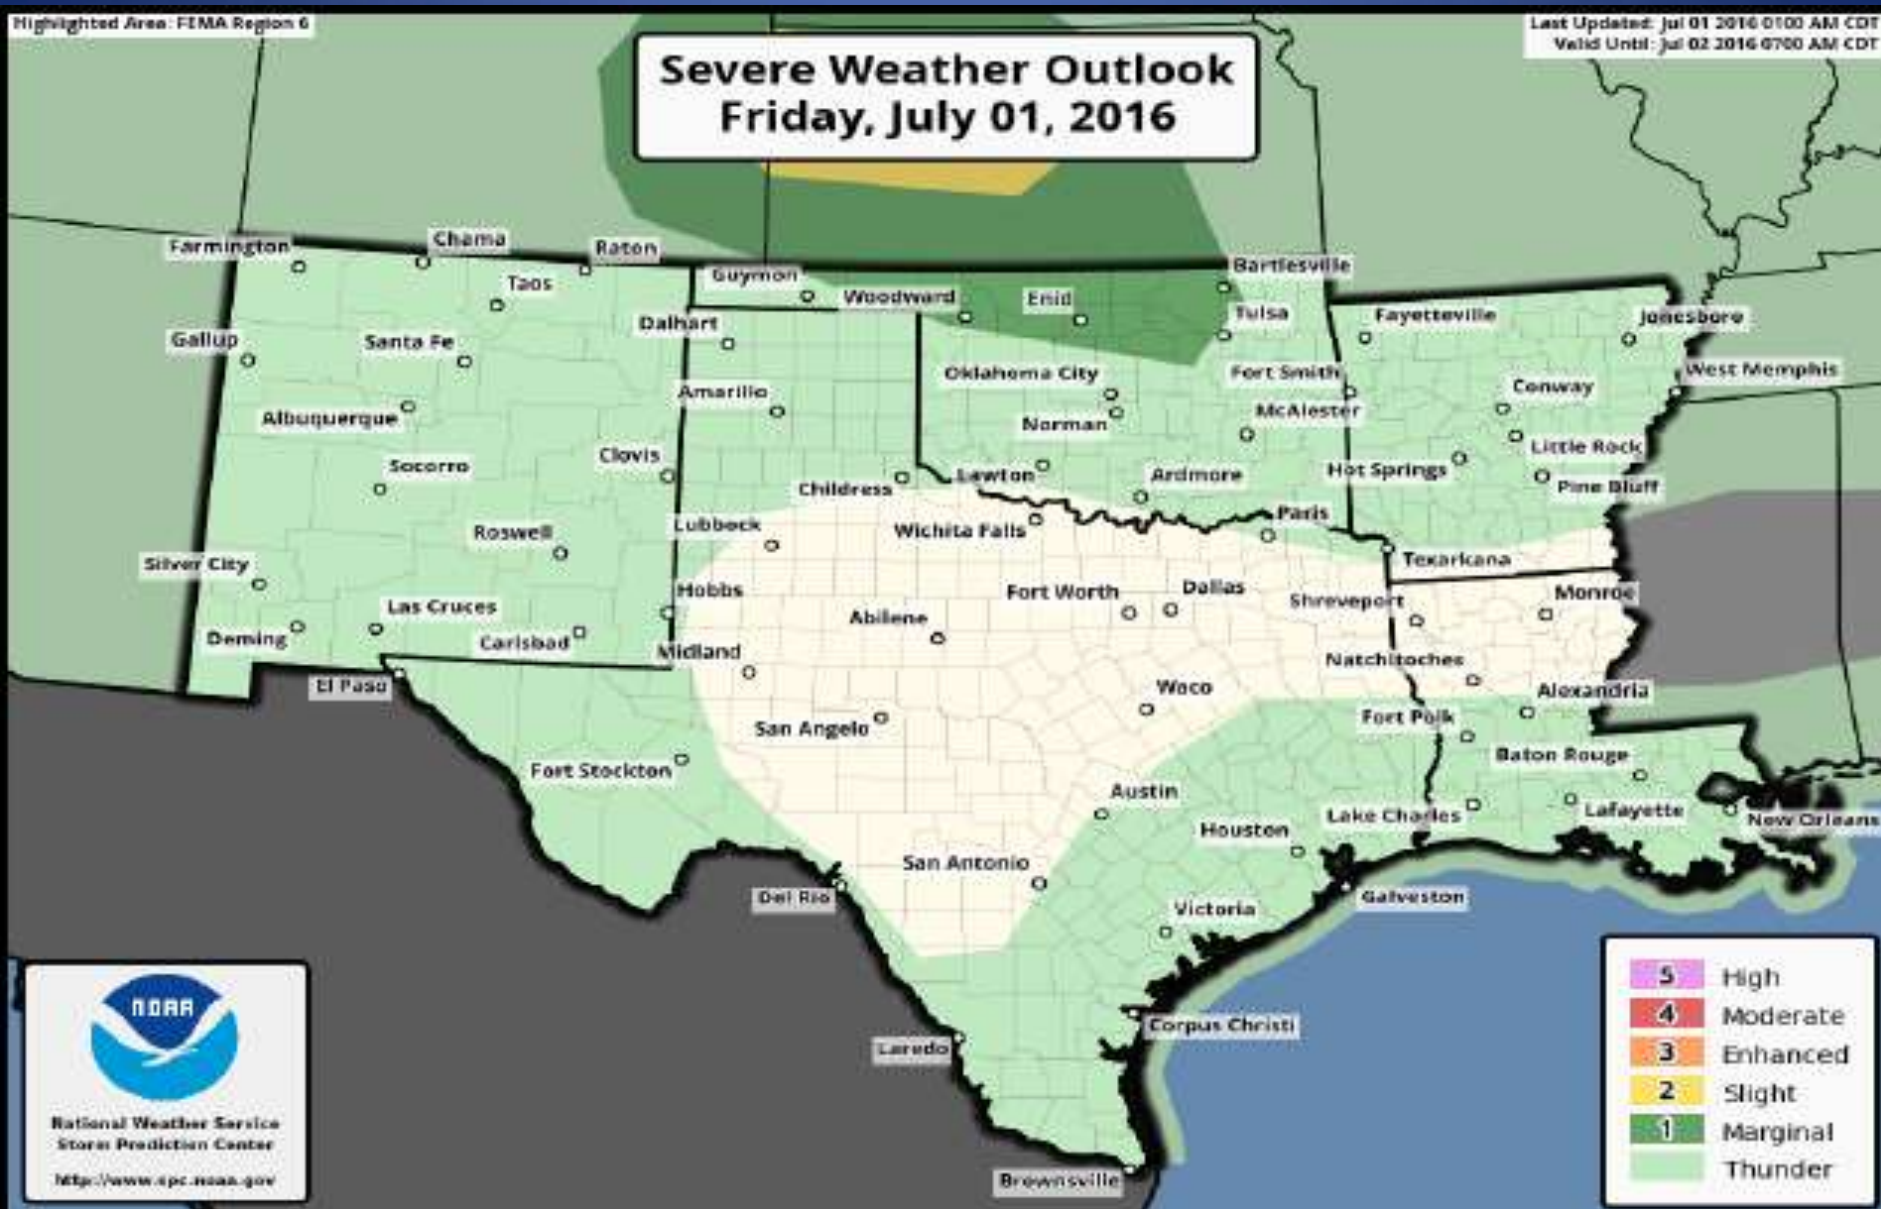 Highlighted Area: FEMA Region 6
Last Updated: Jul 01 2016 0100 AM CDT
Valid Until: Jul 02 2016 0700 AM CDT
Severe Weather Outlook
Friday, July 01, 2016
Farmington
Chama
Raton
Taos
Guymon
Woodward
Enid
Bartlesville
Dalhart
Tulsa
Fayetteville
Jonesboro
Gallup
Santa Fe
Oklahoma City
Fort Smith
West Memphis
Amarillo
Conway
Albuquerque
Norman
McAlester
Socorro
Clovis
Little Rock
Childress
Lawton
Ardmore
Hot Springs
Pine Bluff
Roswell
Lubbock
Wichita Falls
Paris
Silver City
Texarkana
Hobbs
Fort Worth
Dallas
Shreveport
Monroe
Las Cruces
Abilene
Deming
Carlsbad
Midland
Natchitoches
El Paso
Waco
Alexandria
San Angelo
Fort Polk
Fort Stockton
Baton Rouge
Austin
Lake Charles
Lafayette
New Orleans
Houston
San Antonio
Del Rio
Galveston
Victoria
Corpus Christi
Laredo
Brownsville
NOAA
National Weather Service
Storm Prediction Center
http://www.spc.noaa.gov
5 High
4 Moderate
3 Enhanced
2 Slight
1 Marginal
Thunder